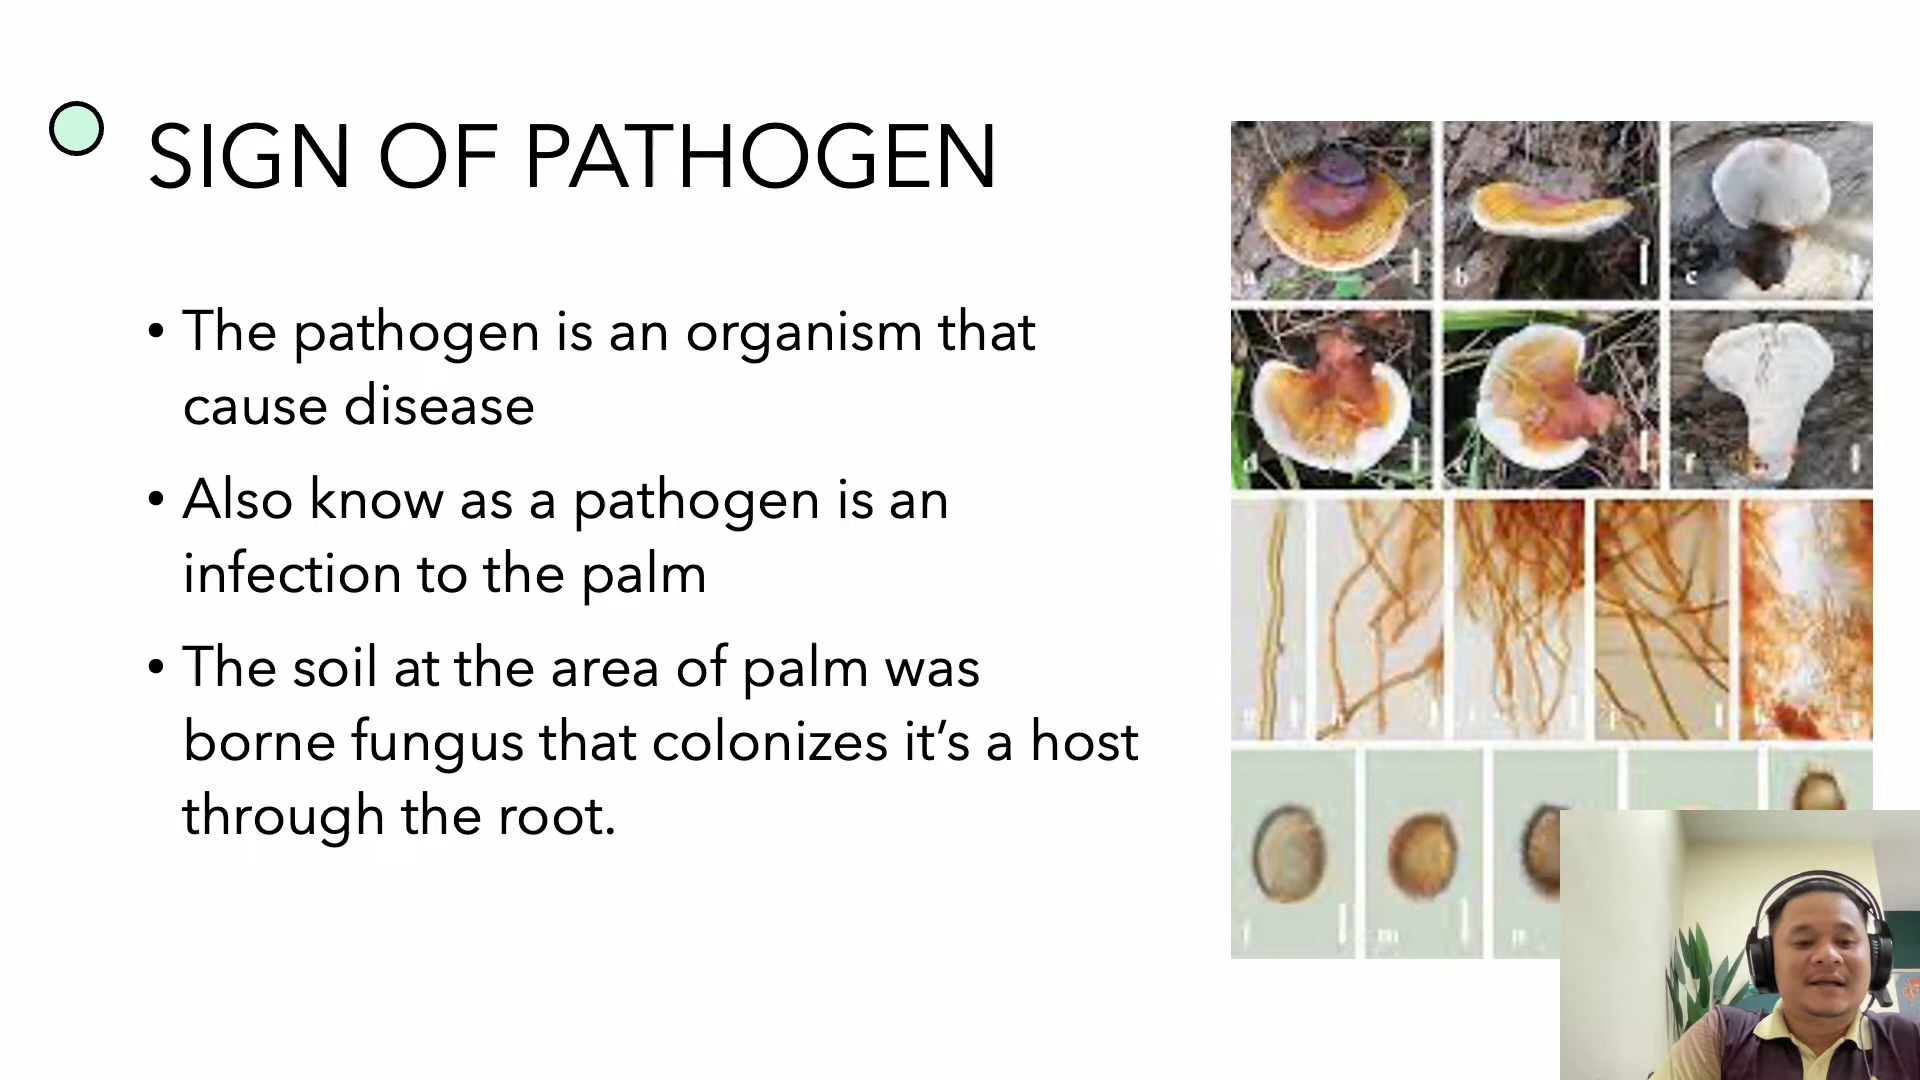 SIGN OF PATHOGEN
• The pathogen is an organism that
cause disease
• Also know as a pathogen is an
infection to the palm
• The soil at the area of palm was
borne fungus that colonizes it’s a host
through the root.
a
b
c
d
e
f
m
n